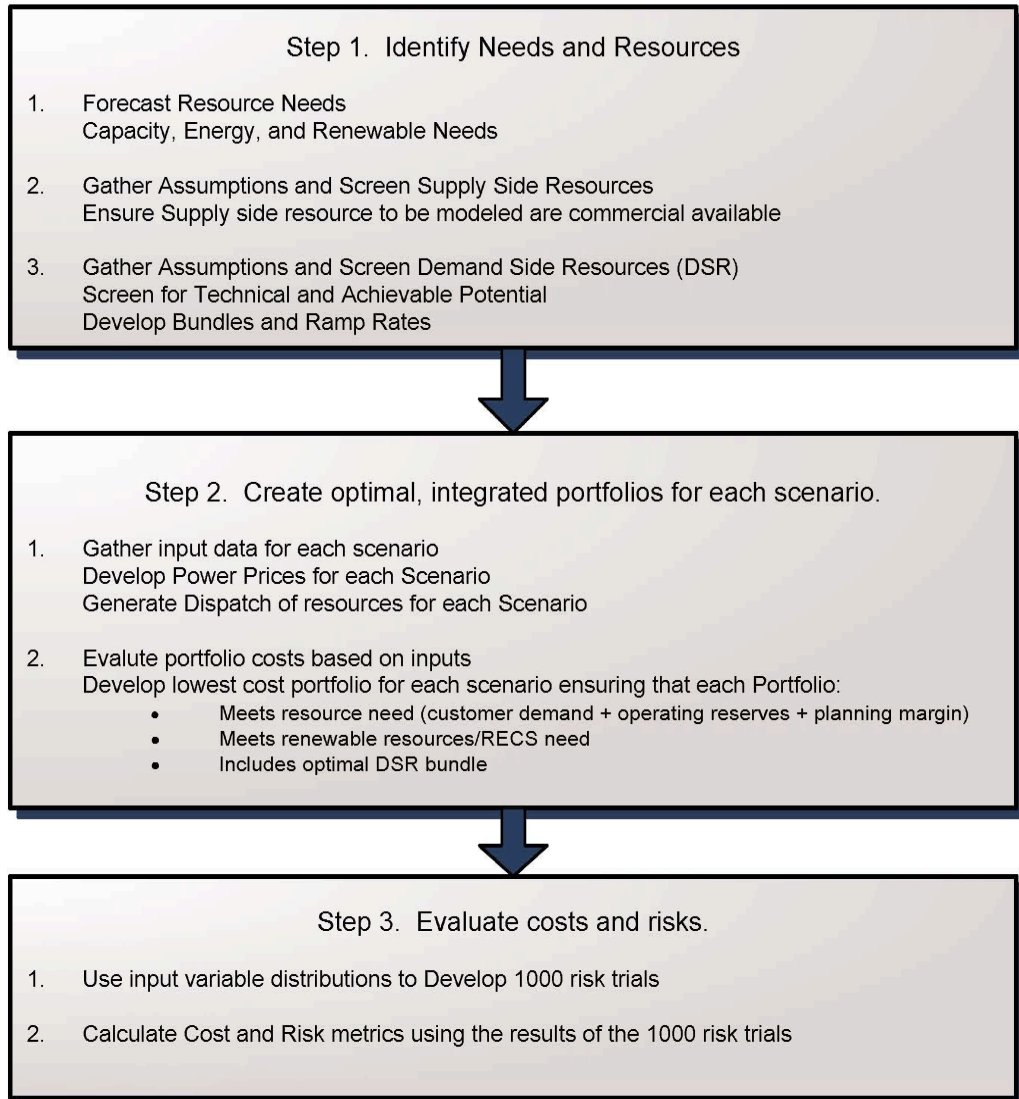 Step 1. Identify Needs and Resources
1. Forecast Resource Needs
Capacity, Energy, and Renewable Needs
2. Gather Assumptions and Screen Supply Side Resources
Ensure Supply side resource to be modeled are commercial available
3. Gather Assumptions and Screen Demand Side Resources (DSR)
Screen for Technical and Achievable Potential
Develop Bundles and Ramp Rates
Step 2. Create optimal, integrated portfolios for each scenario.
1. Gather input data for each scenario
Develop Power Prices for each Scenario
Generate Dispatch of resources for each Scenario
2. Evalute portfolio costs based on inputs
Develop lowest cost portfolio for each scenario ensuring that each Portfolio:
• Meets resource need (customer demand + operating reserves + planning margin)
• Meets renewable resources/RECS need
• Includes optimal DSR bundle
Step 3. Evaluate costs and risks.
1. Use input variable distributions to Develop 1000 risk trials
2. Calculate Cost and Risk metrics using the results of the 1000 risk trials